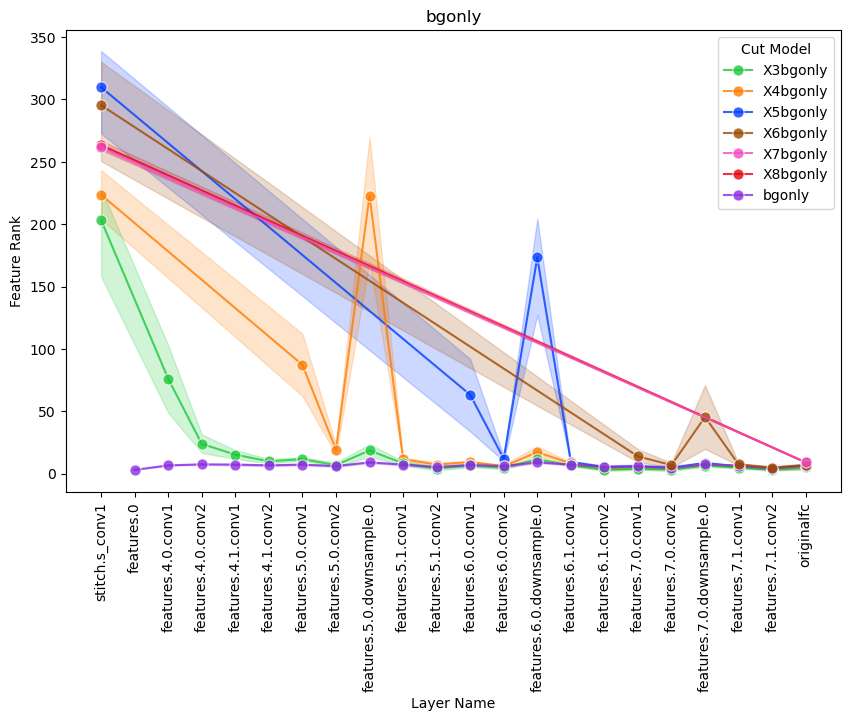 bgonly
350
300
250
200
150
100
50
0
Feature Rank
Cut Model
X3bgonly
X4bgonly
X5bgonly
X6bgonly
X7bgonly
X8bgonly
bgonly
stitch.s_conv1
features.0
features.4.0.conv1
features.4.0.conv2
features.4.1.conv1
features.4.1.conv2
features.5.0.conv1
features.5.0.conv2
features.5.0.downsample.0
features.5.1.conv1
features.5.1.conv2
features.6.0.conv1
features.6.0.conv2
features.6.0.downsample.0
features.6.1.conv1
features.6.1.conv2
features.7.0.conv1
features.7.0.conv2
features.7.0.downsample.0
features.7.1.conv1
features.7.1.conv2
originalfc
Layer Name